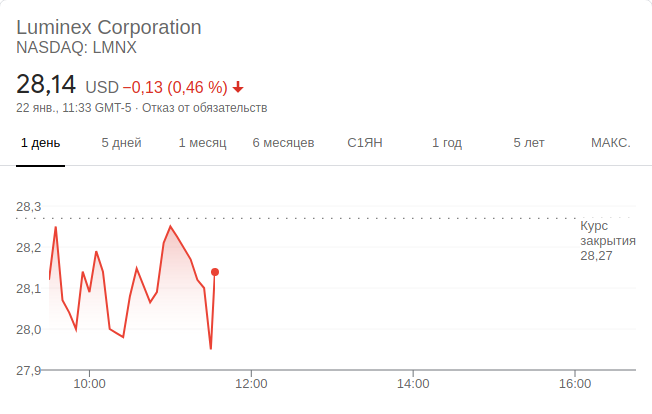 Luminex Corporation
NASDAQ: LMNX
28,14 USD −0,13 (0,46 %)
22 янв., 11:33 GMT-5 · Отказ от обязательств
1 день 5 дней 1 месяц 6 месяцев С1ЯН 1 год 5 лет МАКС.
28,3
Курс
закрытия
28,27
28,2
28,1
28,0
27,9
10:00 12:00 14:00 16:00